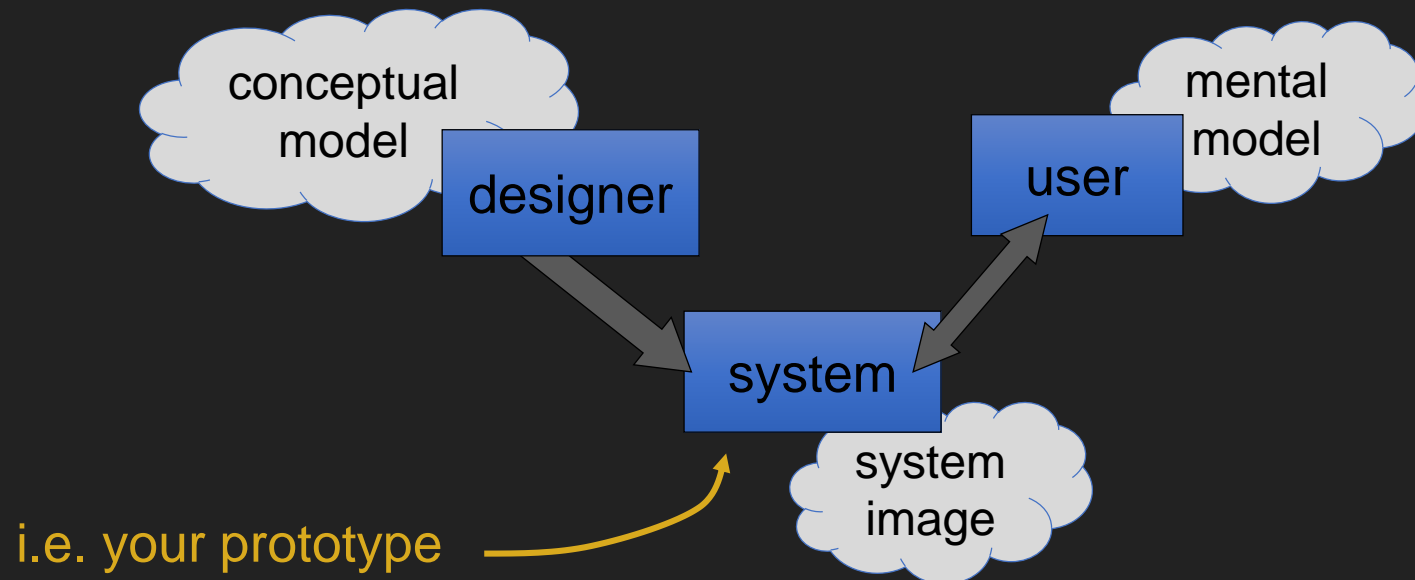 conceptual
model
designer
mental
model
user
system
system
image
i.e. your prototype